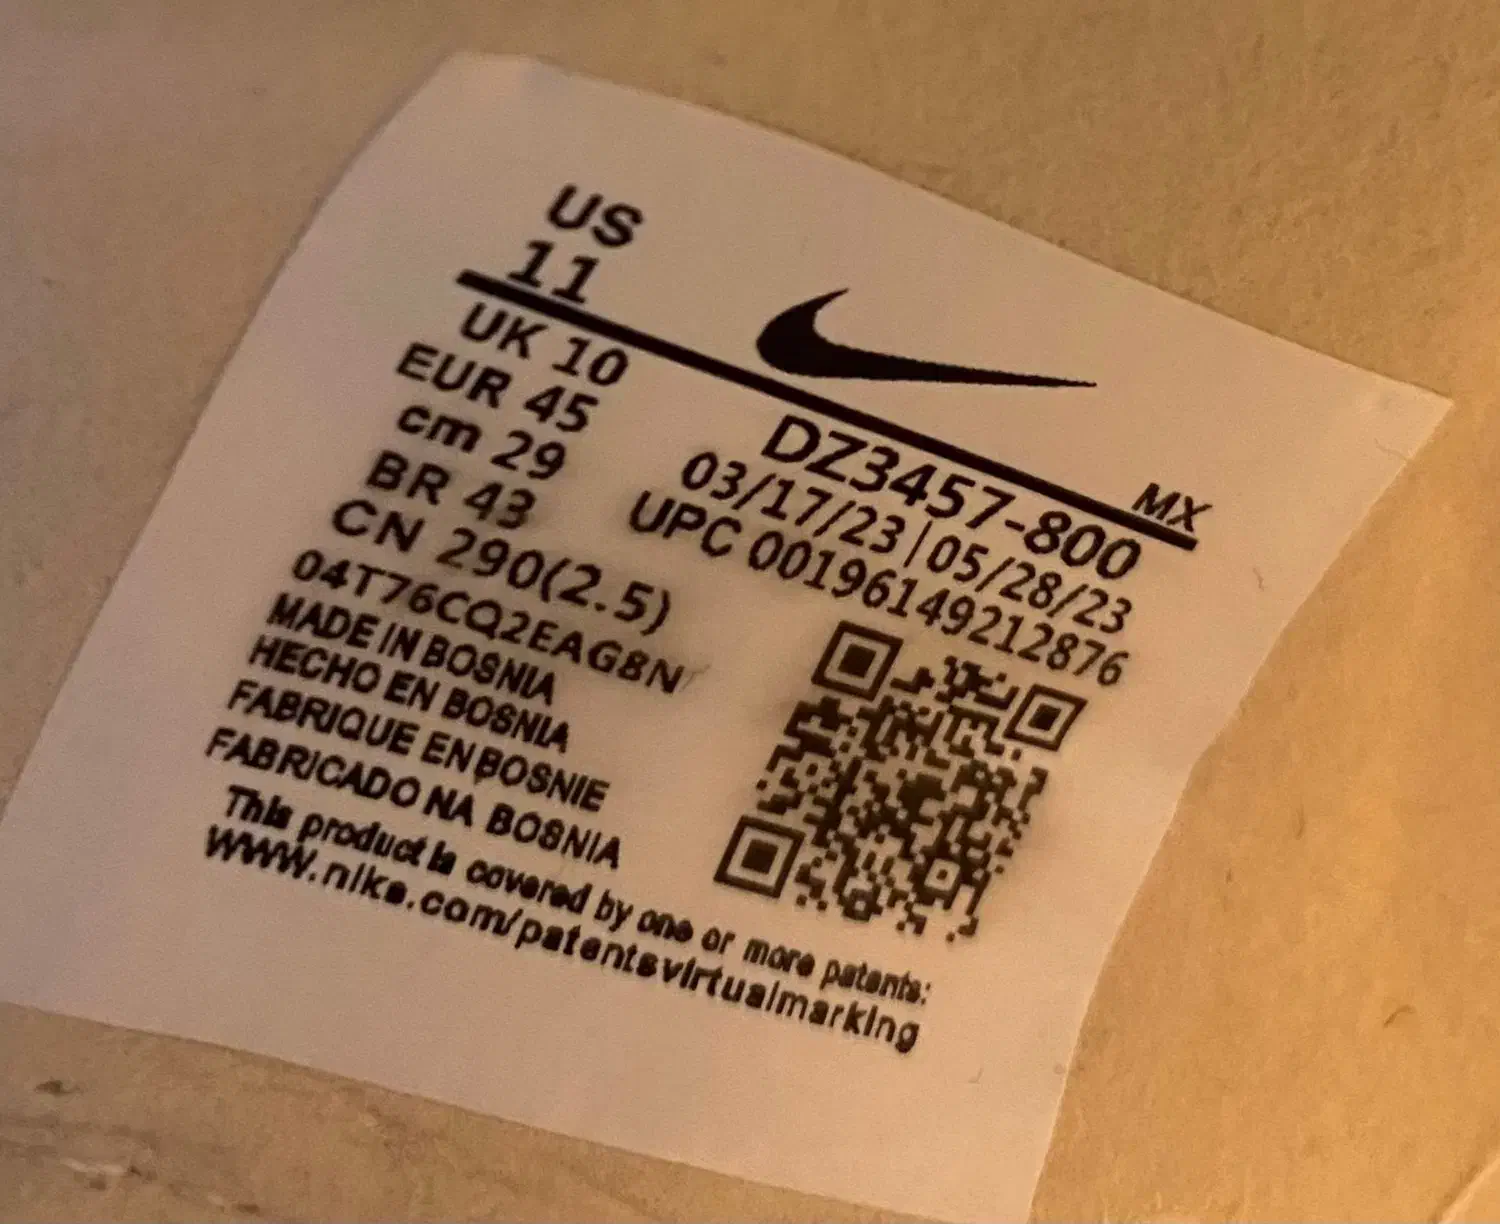 US
11
UK 10
EUR 45
cm 29
BR 43
CN 290(2.5)
MX
DZ3457-800
03/17/23|05/28/23
UPC 00196149212876
04T76CQ2EAG8N
MADE IN BOSNIA
HECHO EN BOSNIA
FABRIQUE EN BOSNIE
FABRICADO NA BOSNIA
This product is covered by one or more patents:
www.nike.com/patentsvirtualmarking